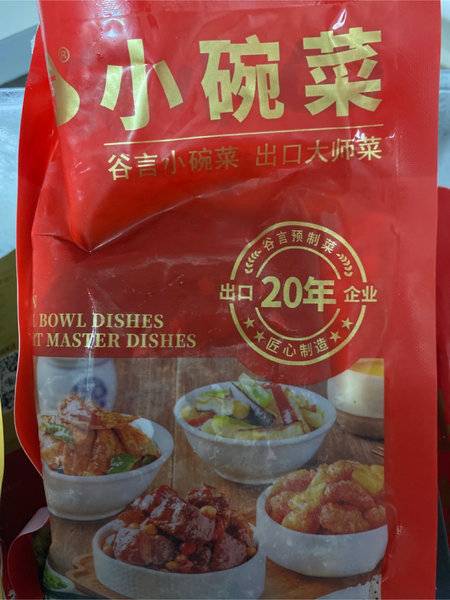 ®
小碗菜
谷言小碗菜 出口大师菜
谷言预制菜
出口 20年 企业
匠心制造
BOWL DISHES
MASTER DISHES